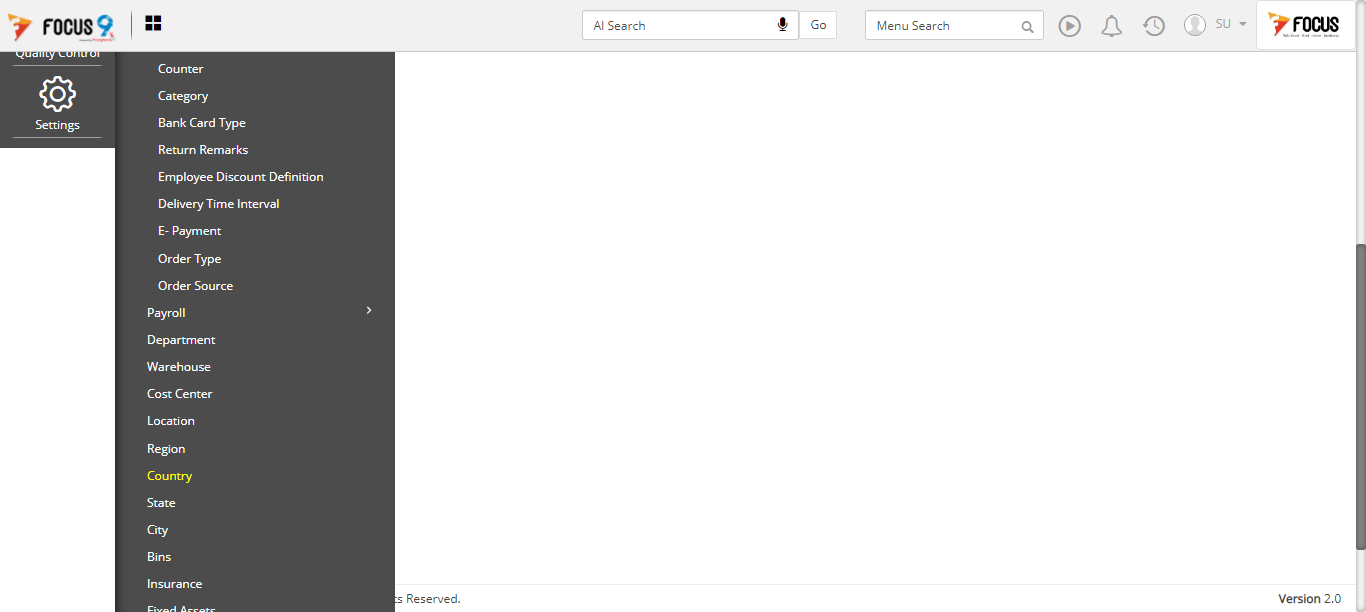 FOCUS 9
AI Search
Go
Menu Search
SU
FOCUS
Quality Control
Settings
Counter
Category
Bank Card Type
Return Remarks
Employee Discount Definition
Delivery Time Interval
E- Payment
Order Type
Order Source
Payroll
Department
Warehouse
Cost Center
Location
Region
Country
State
City
Bins
Insurance
Fixed Assets
ts Reserved.
Version 2.0